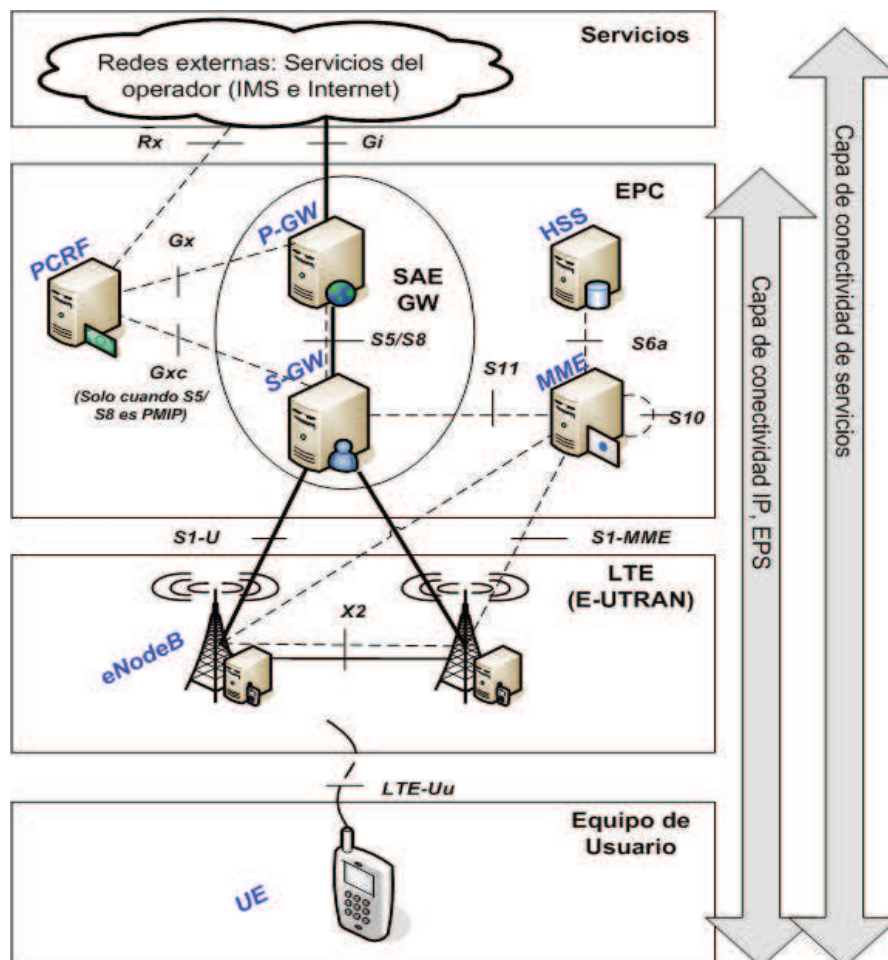 Servicios
Redes externas: Servicios del
operador (IMS e Internet)
Rx
Gi
EPC
P-GW
HSS
PCRF
Gx
SAE
GW
S5/S8
S6a
Gxc
S-GW
S11
MME
(Solo cuando S5/
S8 es PMIP)
S10
S1-U
S1-MME
LTE
(E-UTRAN)
X2
eNodeB
LTE-Uu
Equipo de
Usuario
UE
Capa de conectividad IP, EPS
Capa de conectividad de servicios